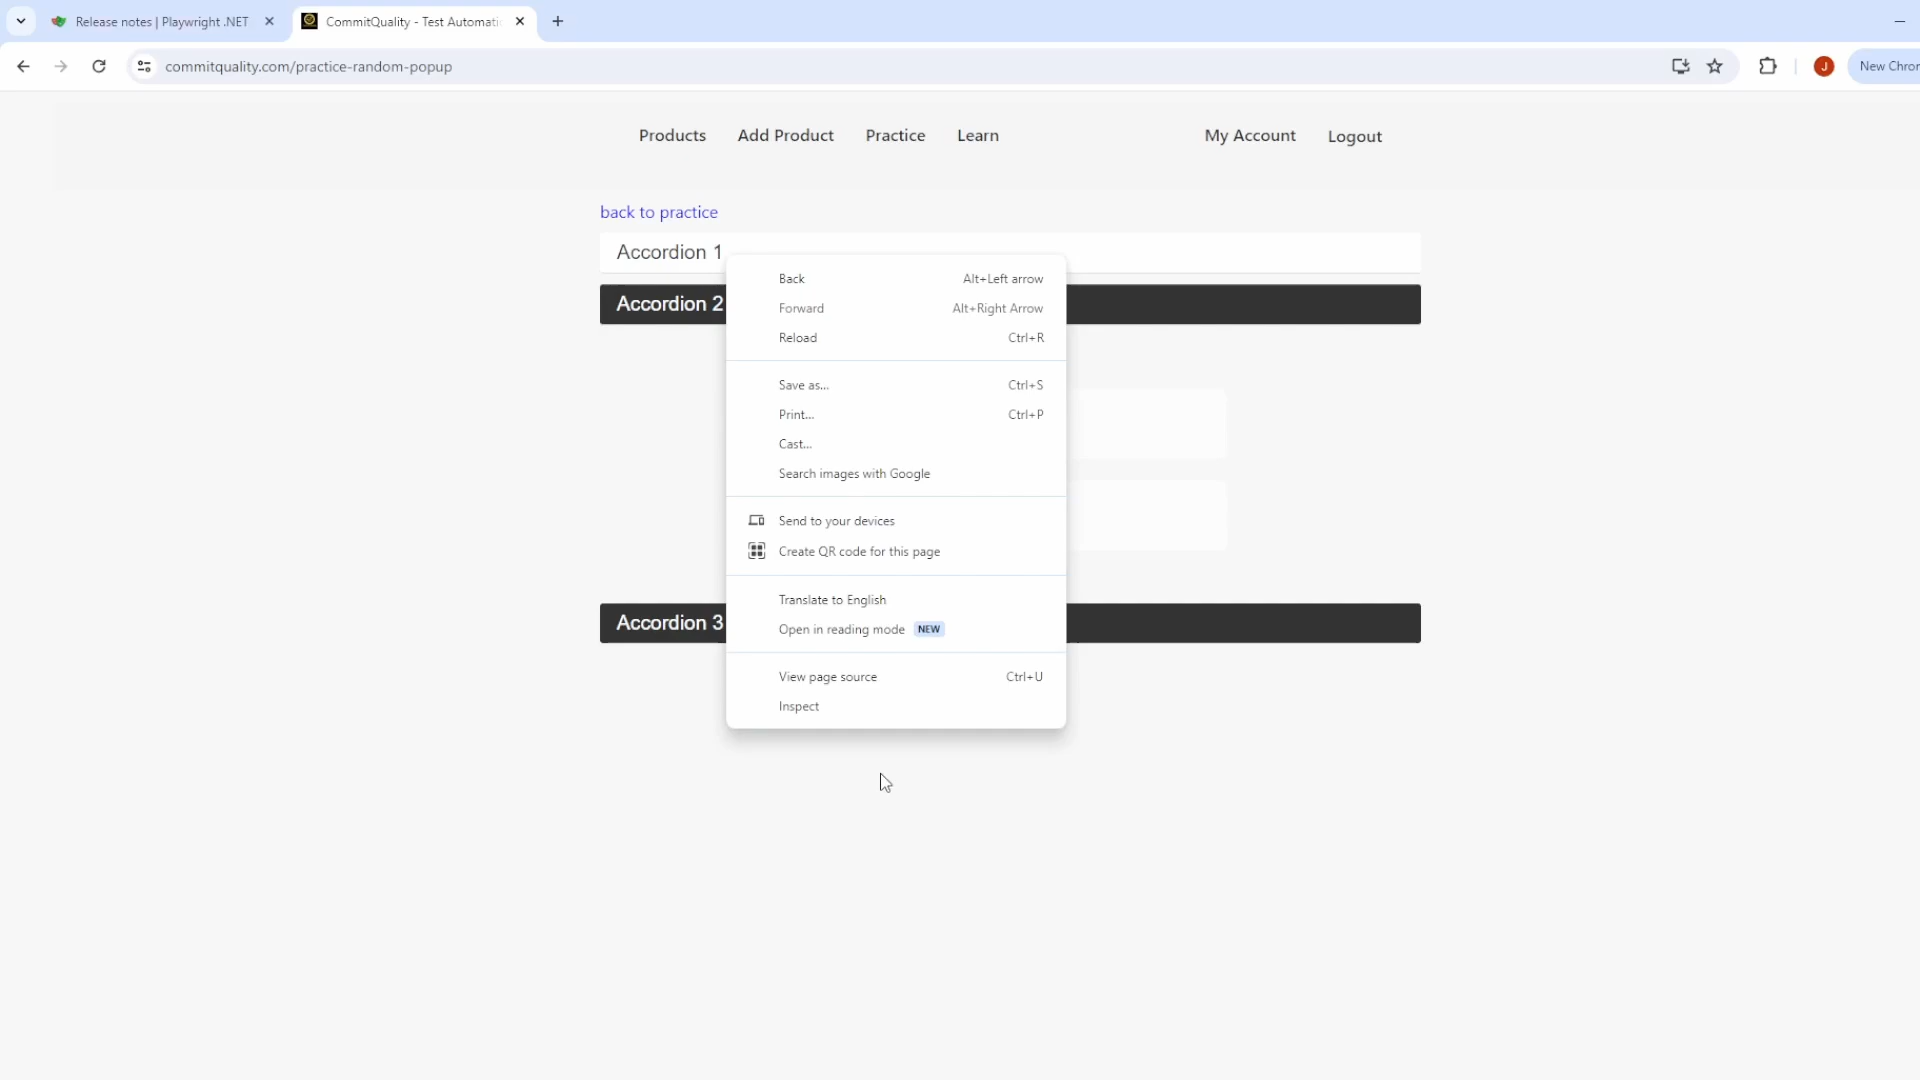 Release notes | Playwright .NET
CommitQuality - Test Automati
commitquality.com/practice-random-popup
J
New Chror
Products
Add Product
Practice
Learn
My Account
Logout
back to practice
Accordion 1
Accordion 2
Back Alt+Left arrow
Forward Alt+Right Arrow
Reload Ctrl+R
Save as... Ctrl+S
Print... Ctrl+P
Cast...
Search images with Google
Send to your devices
Create QR code for this page
Translate to English
Open in reading mode NEW
Accordion 3
View page source Ctrl+U
Inspect